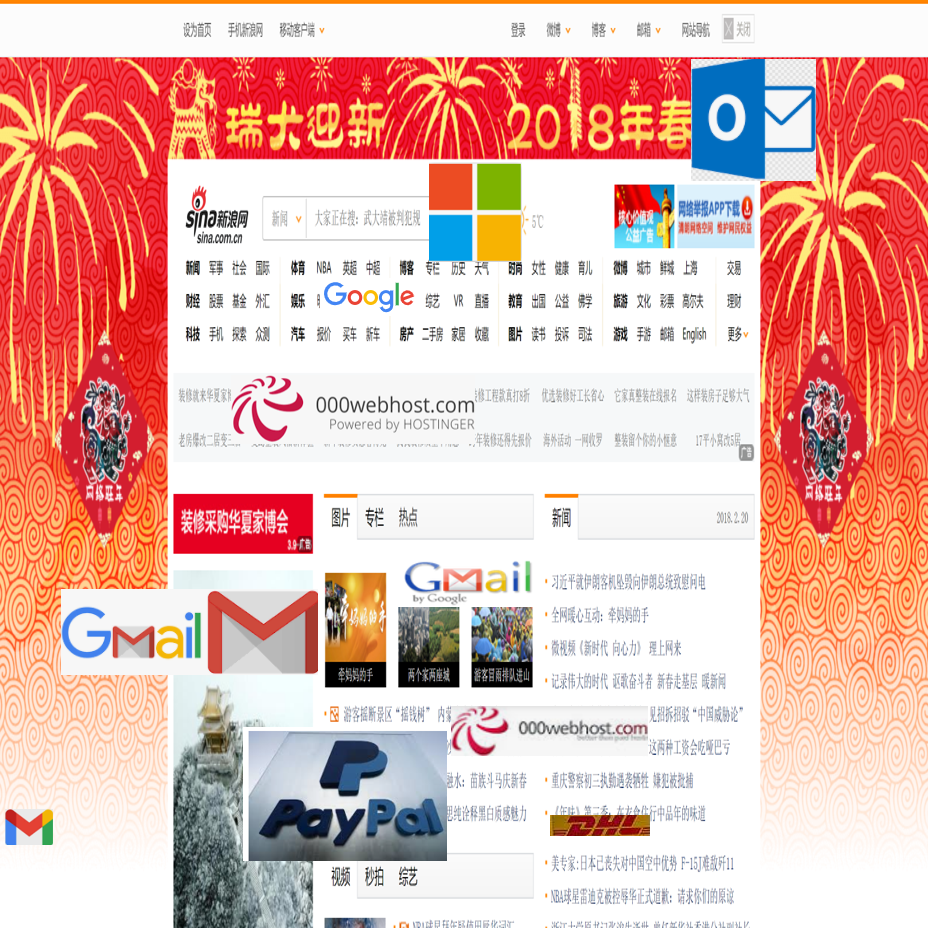 设为首页 手机新浪网 移动客户端
登录 微博 博客 邮箱 网站导航 关闭
瑞犬迎新 2018年春
sina新浪网
sina.com.cn
新闻 大家正在搜：武大靖被判犯规
5℃
核心价值观
公益广告
网络举报APP下载
清朗网络空间 维护网民权益
新闻 军事 社会 国际 体育 NBA 英超 中超 博客 专栏 历史 天气 时尚 女性 健康 育儿 微博 城市 鲜城 上海 交易
财经 股票 基金 外汇 娱乐 Google 综艺 VR 直播 教育 出国 公益 佛学 旅游 文化 彩票 高尔夫 理财
科技 手机 探索 众测 汽车 报价 买车 新车 房产 二手房 家居 收藏 图片 读书 投诉 司法 游戏 手游 邮箱 English 更多
装修就来华夏家
修工程款真打8折 优选装修好工长省心 它家真整装在线报名 这样装房子足够大气
000webhost.com
Powered by HOSTINGER
老房爆改二居变三
年装修还得先报价 海外活动 一网收罗 整装留个你的小惬意 17平小窝改5居
广告
装修采购华夏家博会
3.9- 广告
图片 专栏 热点
新闻 2018.2.20
Gmail
by Google
牵妈妈的手
两个家两座城
游客冒雨排队进山
习近平就伊朗客机坠毁向伊朗总统致慰问电
全网暖心互动：牵妈妈的手
微视频《新时代 向心力》 理上网来
记录伟大的时代 讴歌奋斗者 新春走基层 暖新闻
Gmail
游客摇断景区“摇钱树” 内
见招拆招驳“中国威胁论”
000webhost.com
这两种工资会吃哑巴亏
融水：苗族斗马庆新春
重庆警察初三执勤遇袭牺牲 嫌犯被批捕
思纯诠释黑白质感魅力
《年味》第三季：在衣食住行中品年的味道
PayPal
DHL
视频 秒拍 综艺
美专家:日本已丧失对中国空中优势 F-15J难敌歼11
NBA球星雷迪克被控辱华正式道歉：请求你们的原谅
NBA球星拜年疑使用辱华词汇